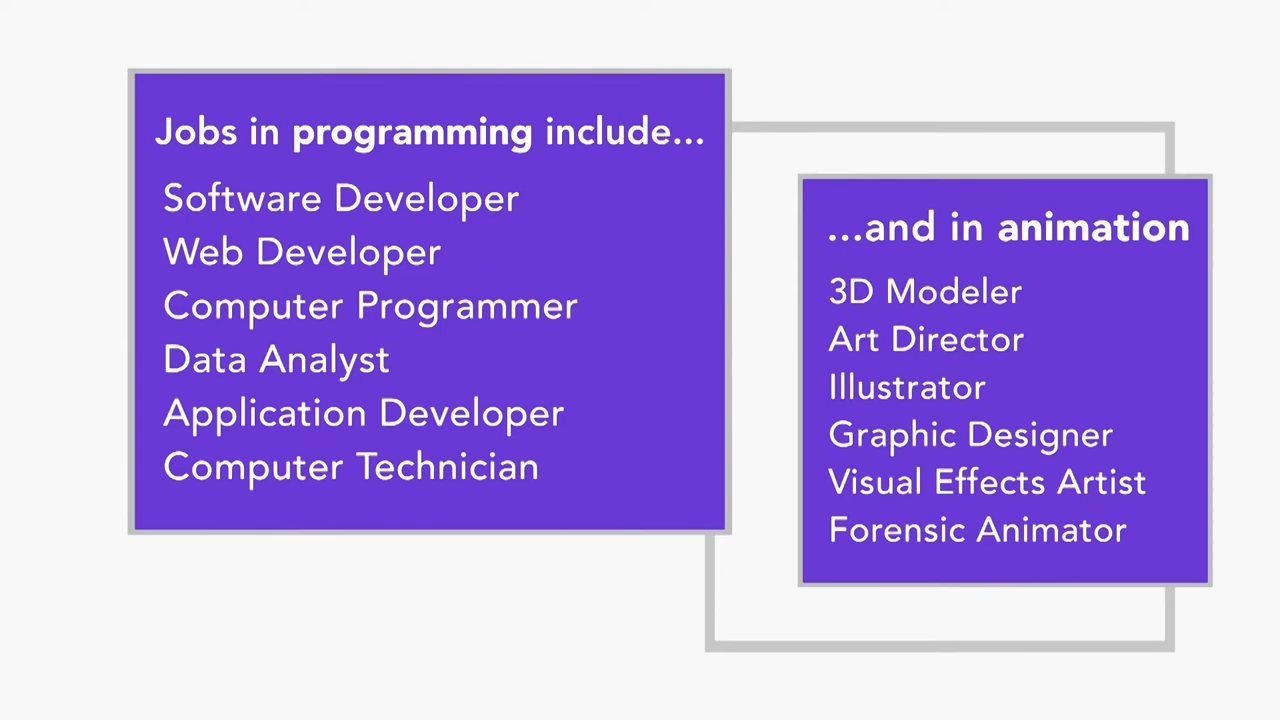 Jobs in programming include...
Software Developer
Web Developer
Computer Programmer
Data Analyst
Application Developer
Computer Technician
...and in animation
3D Modeler
Art Director
Illustrator
Graphic Designer
Visual Effects Artist
Forensic Animator